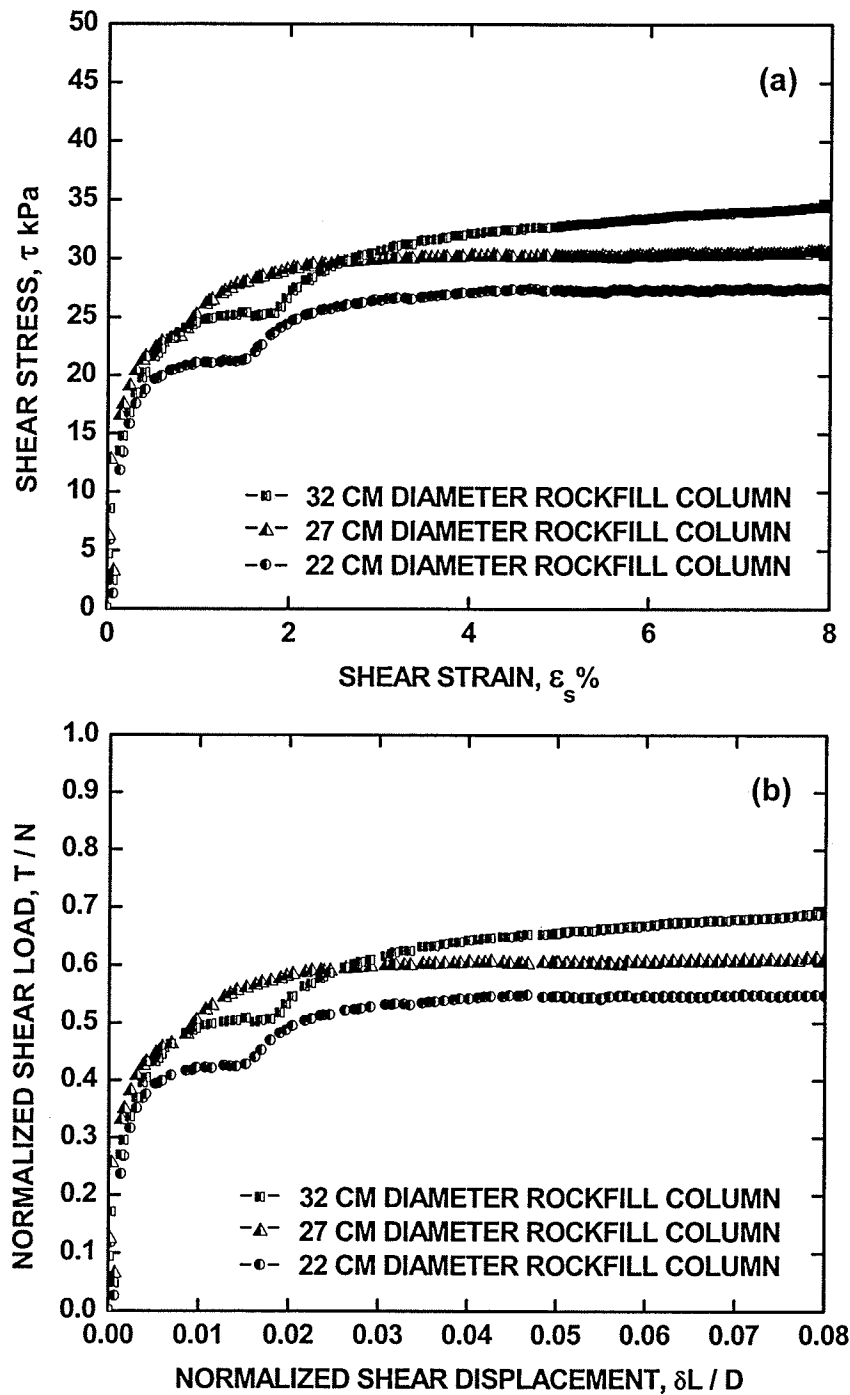 50
(a)
45
40
35
30
25
20
15
10
5
0
SHEAR STRESS, τ kPa
32 CM DIAMETER ROCKFILL COLUMN
27 CM DIAMETER ROCKFILL COLUMN
22 CM DIAMETER ROCKFILL COLUMN
0 2 4 6 8
SHEAR STRAIN, εs%
1.0
(b)
0.9
0.8
0.7
0.6
0.5
0.4
0.3
0.2
0.1
0.0
NORMALIZED SHEAR LOAD, T / N
32 CM DIAMETER ROCKFILL COLUMN
27 CM DIAMETER ROCKFILL COLUMN
22 CM DIAMETER ROCKFILL COLUMN
0.00 0.01 0.02 0.03 0.04 0.05 0.06 0.07 0.08
NORMALIZED SHEAR DISPLACEMENT, δL / D